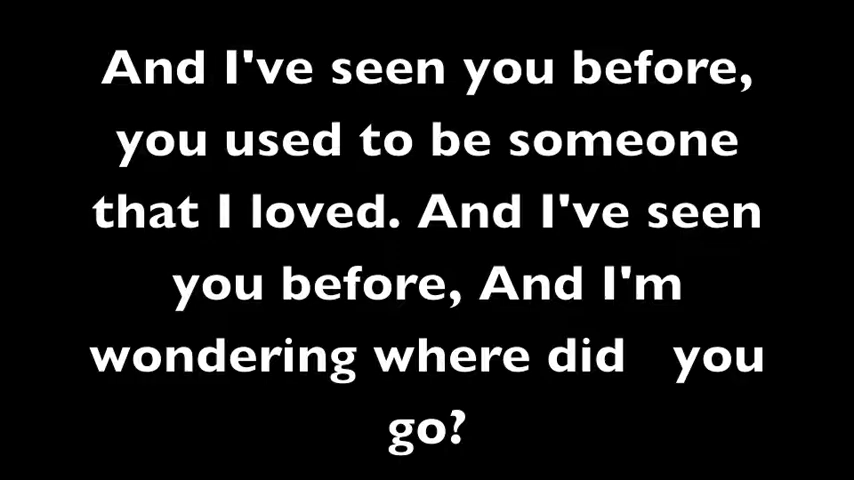 And I've seen you before,
you used to be someone
that I loved. And I've seen
you before, And I'm
wondering where did   you
go?